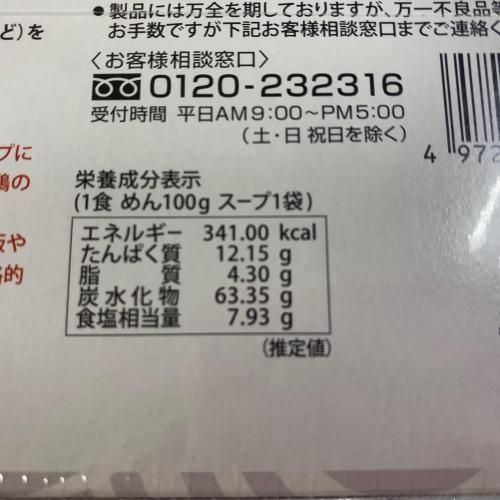 ●製品には万全を期しておりますが、万一不良品等
ど)を
お手数ですが下記お客様相談窓口までご連絡く
〈お客様相談窓口〉
0120-232316
受付時間 平日AM9:00〜PM5:00
(土・日 祝日を除く)
4 972
プに
鶏の
栄養成分表示
(1食 めん100g スープ1袋)
エネルギー 341.00 kcal
たんぱく質 12.15 g
脂 質 4.30 g
炭水化物 63.35 g
食塩相当量 7.93 g
(推定値)
や
的